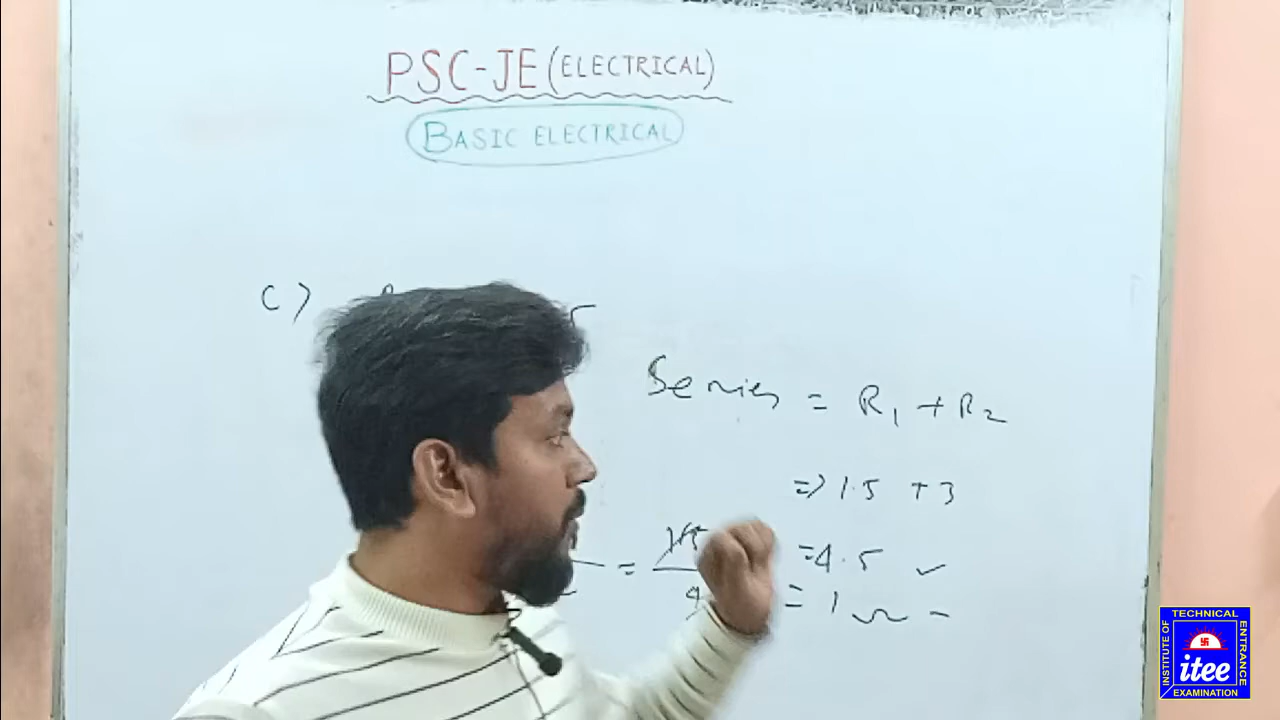 PSC-JE (ELECTRICAL)
BASIC ELECTRICAL
C)
Series = R1 + R2
=> 1.5 + 3
= 4.5 ✓
= 1
INSTITUTE OF TECHNICAL ENTRANCE EXAMINATION
itee